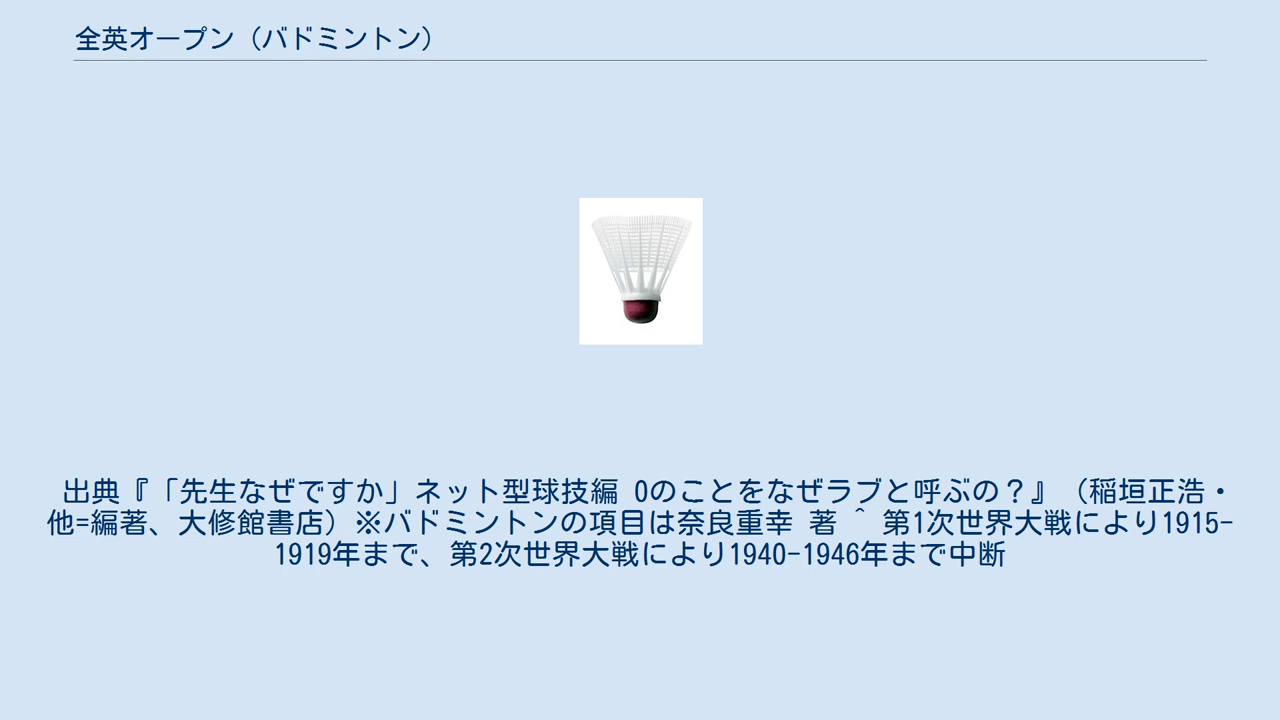 全英オープン（バドミントン）
出典『「先生なぜですか」ネット型球技編 0のことをなぜラブと呼ぶの？』（稲垣正浩・
他=編著、大修館書店）※バドミントンの項目は奈良重幸 著 ^ 第1次世界大戦により1915-
1919年まで、第2次世界大戦により1940-1946年まで中断